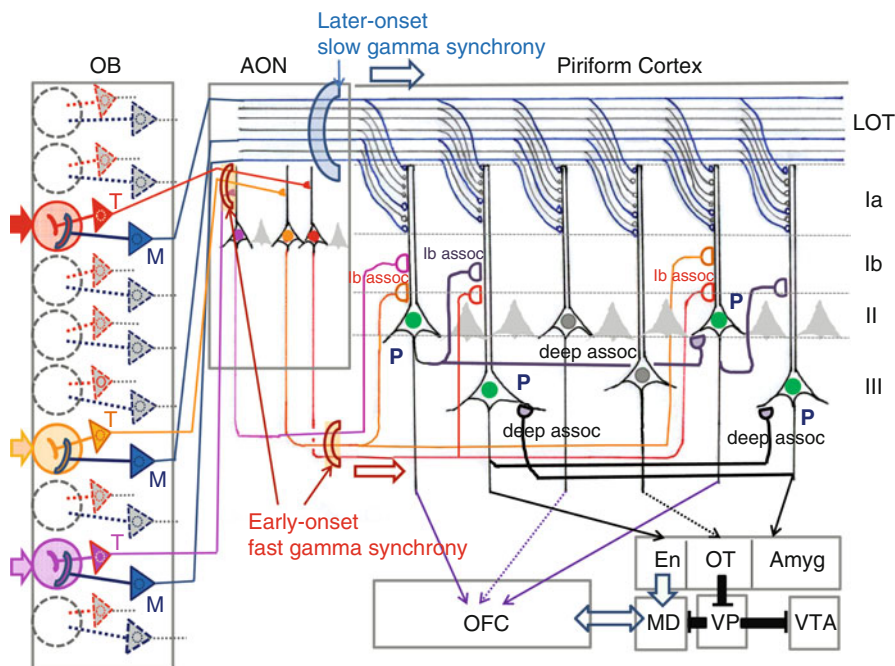 Later-onset
slow gamma synchrony
OB
AON
Piriform Cortex
LOT
T
M
Ia
Ib assoc
Ib assoc
Ib assoc
Ib
II
P
P
deep assoc
P
III
P
deep assoc
deep assoc
T
M
Early-onset
fast gamma synchrony
T
M
En
OT
Amyg
OFC
MD
VP
VTA